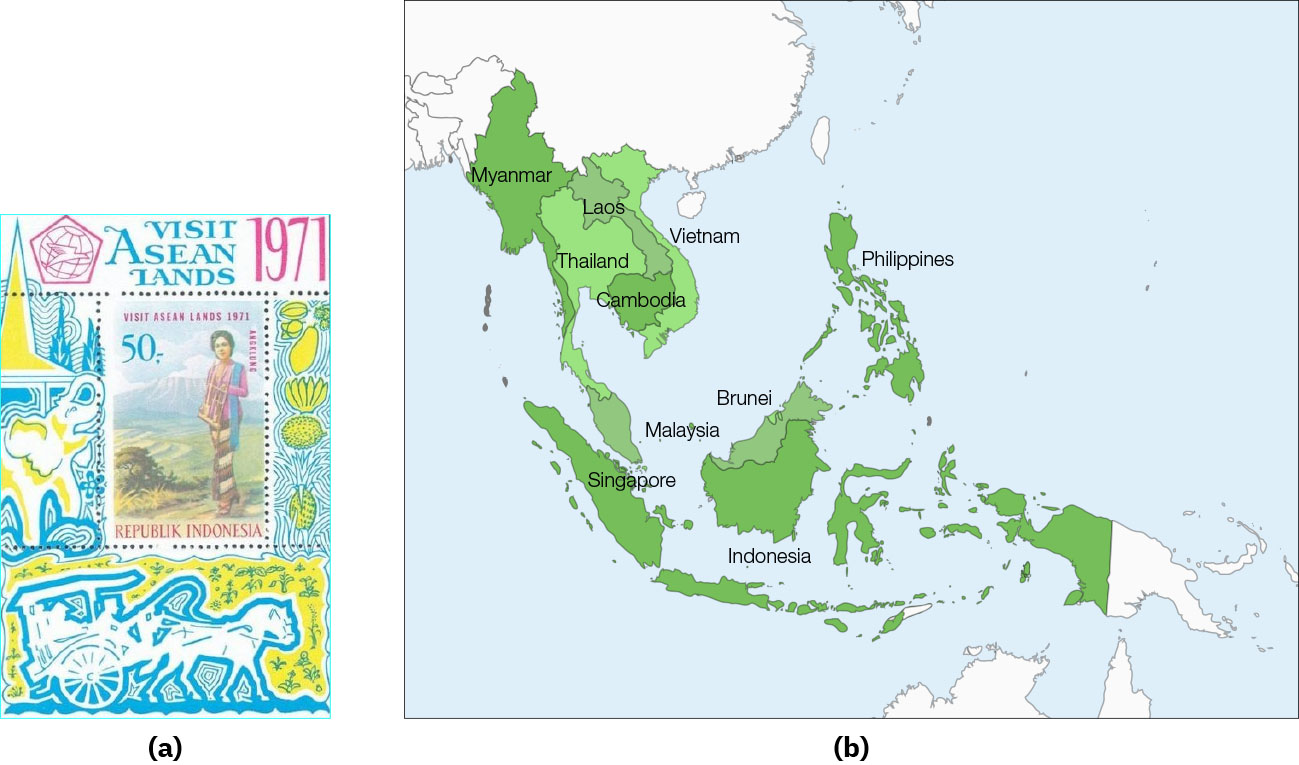 VISIT
ASEAN
LANDS
1971
VISIT ASEAN LANDS 1971
50,-
ANGKLUNG
REPUBLIK INDONESIA
(a)
Myanmar
Laos
Vietnam
Thailand
Philippines
Cambodia
Brunei
Malaysia
Singapore
Indonesia
(b)